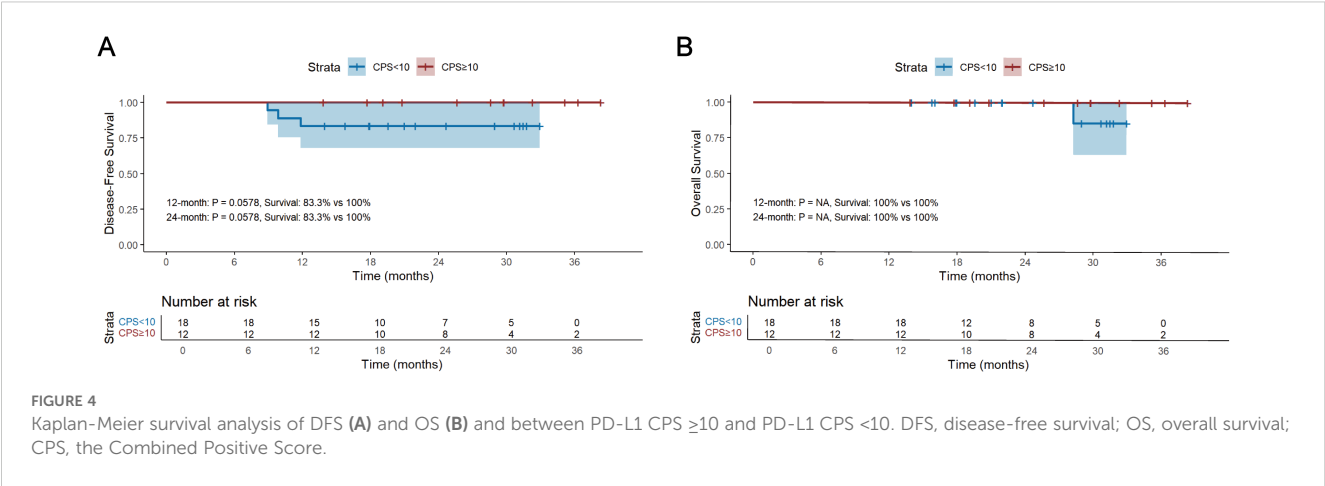 A
Strata CPS<10 CPS≥10
Disease-Free Survival
1.00
0.75
0.50
0.25
0.00
12-month: P = 0.0578, Survival: 83.3% vs 100%
24-month: P = 0.0578, Survival: 83.3% vs 100%
0 6 12 18 24 30 36
Time (months)
Number at risk
Strata
CPS<10 18 18 15 10 7 5 0
CPS≥10 12 12 12 10 8 4 2
0 6 12 18 24 30 36
Time (months)
B
Strata CPS<10 CPS≥10
Overall Survival
1.00
0.75
0.50
0.25
0.00
12-month: P = NA, Survival: 100% vs 100%
24-month: P = NA, Survival: 100% vs 100%
0 6 12 18 24 30 36
Time (months)
Number at risk
Strata
CPS<10 18 18 18 12 8 5 0
CPS≥10 12 12 12 10 8 4 2
0 6 12 18 24 30 36
Time (months)
FIGURE 4
Kaplan-Meier survival analysis of DFS (A) and OS (B) and between PD-L1 CPS ≥10 and PD-L1 CPS <10. DFS, disease-free survival; OS, overall survival;
CPS, the Combined Positive Score.